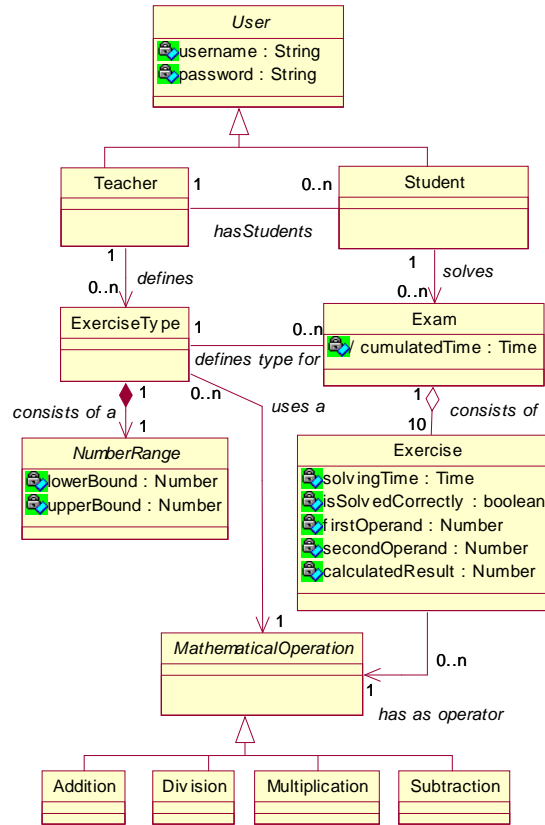 User
username : String
password : String
Teacher
1
0..n
Student
hasStudents
1
defines
0..n
1
solves
0..n
ExerciseType
1
0..n
defines type for
Exam
/ cumulatedTime : Time
consists of a
1
1
0..n
uses a
1
consists of
10
NumberRange
lowerBound : Number
upperBound : Number
Exercise
solvingTime : Time
isSolvedCorrectly : boolean
firstOperand : Number
secondOperand : Number
calculatedResult : Number
1
MathematicalOperation
0..n
1
has as operator
Addition
Division
Multiplication
Subtraction